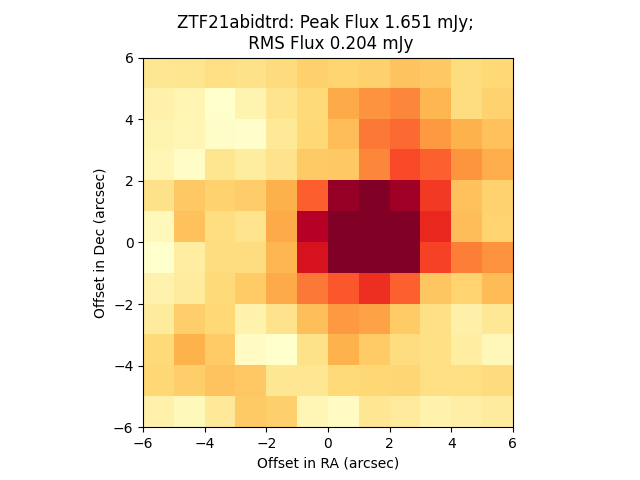 ZTF21abidtrd: Peak Flux 1.651 mJy;
RMS Flux 0.204 mJy
6
4
2
0
−2
−4
−6
Offset in Dec (arcsec)
−6 −4 −2 0 2 4 6
Offset in RA (arcsec)